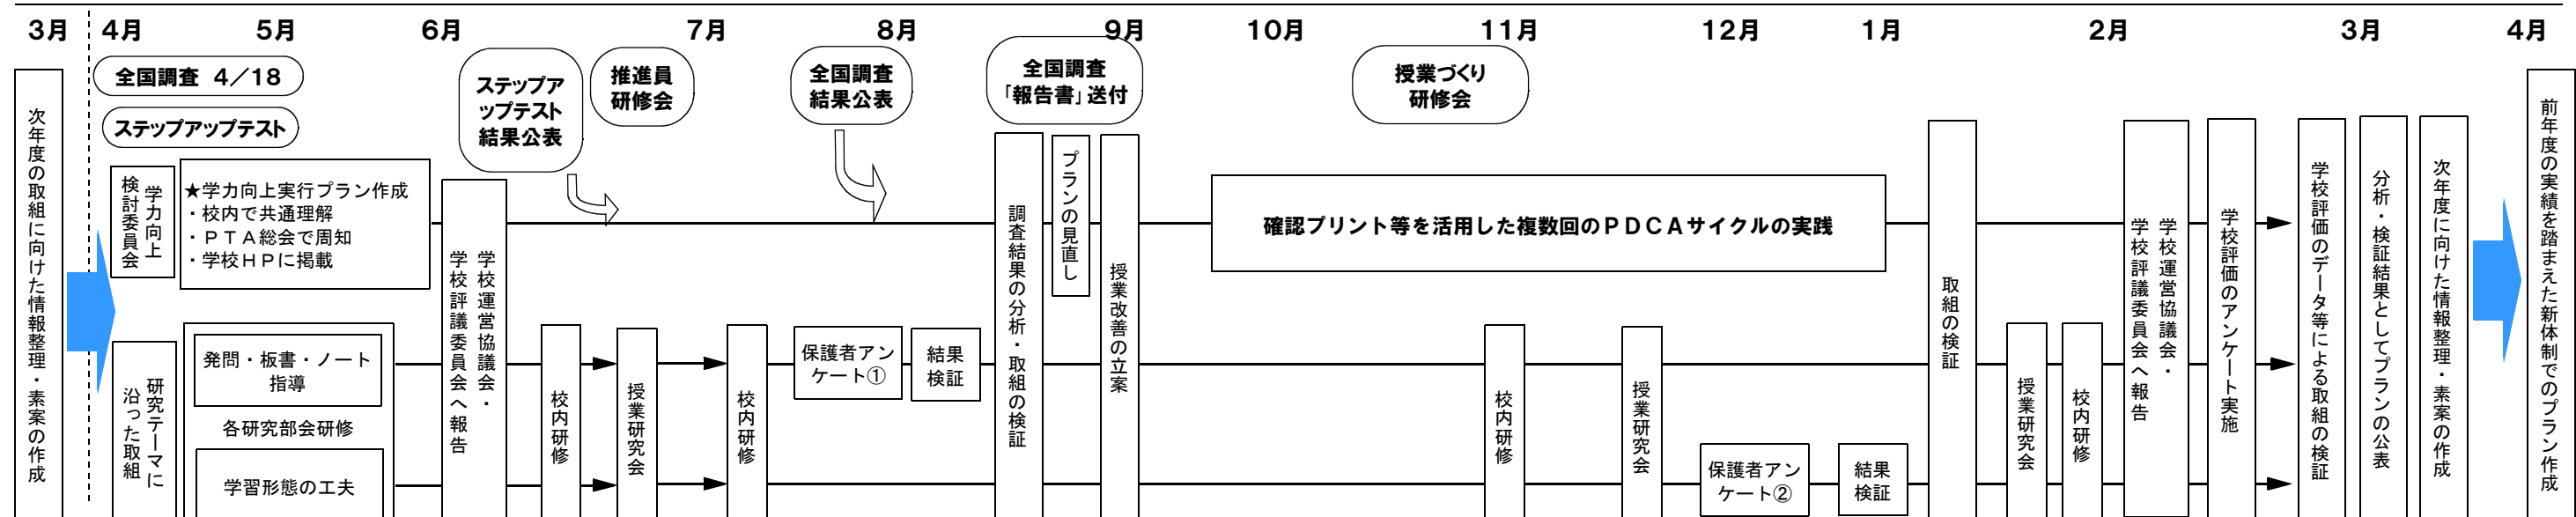 3月 4月 5月 6月 7月 8月 9月 10月 11月 12月 1月 2月 3月 4月
全国調査 4／18
ステップアップテスト
ステップア
ップテスト
結果公表
推進員
研修会
全国調査
結果公表
全国調査
「報告書」送付
授業づくり
研修会
次年度の取組に向けた情報整理・素案の作成
学力向上
検討委員会
★学力向上実行プラン作成
・校内で共通理解
・ＰＴＡ総会で周知
・学校ＨＰに掲載
研究テーマに
沿った取組
発問・板書・ノート
指導
各研究部会研修
学習形態の工夫
学校運営協議会・
学校評議委員会へ報告
校内研修
授業研究会
校内研修
保護者アン
ケート①
結果
検証
調査結果の分析・取組の検証
プランの見直し
授業改善の立案
確認プリント等を活用した複数回のＰＤＣＡサイクルの実践
校内研修
授業研究会
保護者アン
ケート②
結果
検証
取組の検証
授業研究会
校内研修
学校運営協議会・
学校評議委員会へ報告
学校評価のアンケート実施
学校評価のデータ等による取組の検証
分析・検証結果としてプランの公表
次年度に向けた情報整理・素案の作成
前年度の実績を踏まえた新体制でのプラン作成